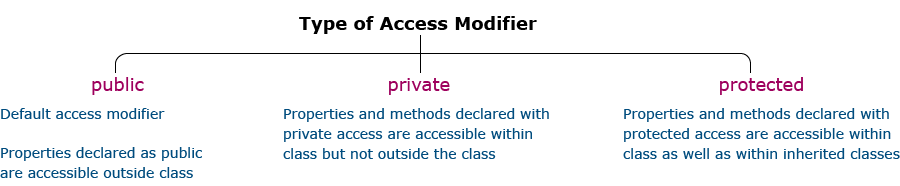 Type of Access Modifier
public
Default access modifier
Properties declared as public
are accessible outside class
private
Properties and methods declared with
private access are accessible within
class but not outside the class
protected
Properties and methods declared with
protected access are accessible within
class as well as within inherited classes